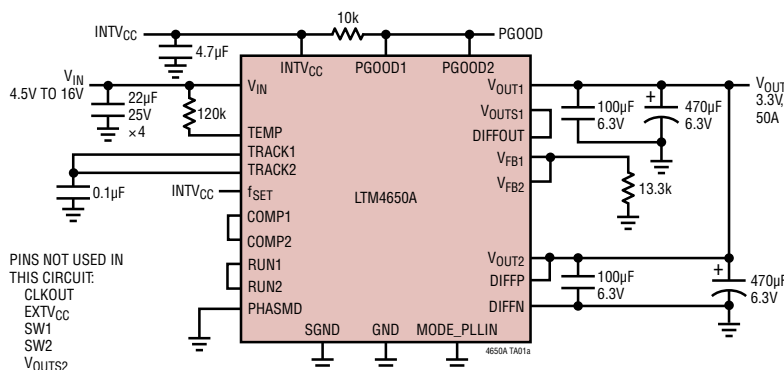 10k
INTVCC
PGOOD
4.7µF
INTVCC PGOOD1 PGOOD2
VIN
4.5V TO 16V
22µF
25V
×4
120k
VIN
TEMP
TRACK1
TRACK2
fSET
COMP1
COMP2
RUN1
RUN2
PHASMD
0.1µF
INTVCC
LTM4650A
VOUT1
VOUTS1
DIFFOUT
VFB1
VFB2
VOUT2
DIFFP
DIFFN
SGND GND MODE_PLLIN
4650A TA01a
100µF
6.3V
+
470µF
6.3V
VOUT
3.3V,
50A
13.3k
100µF
6.3V
+
470µF
6.3V
PINS NOT USED IN
THIS CIRCUIT:
CLKOUT
EXTVCC
SW1
SW2
VOUTS2